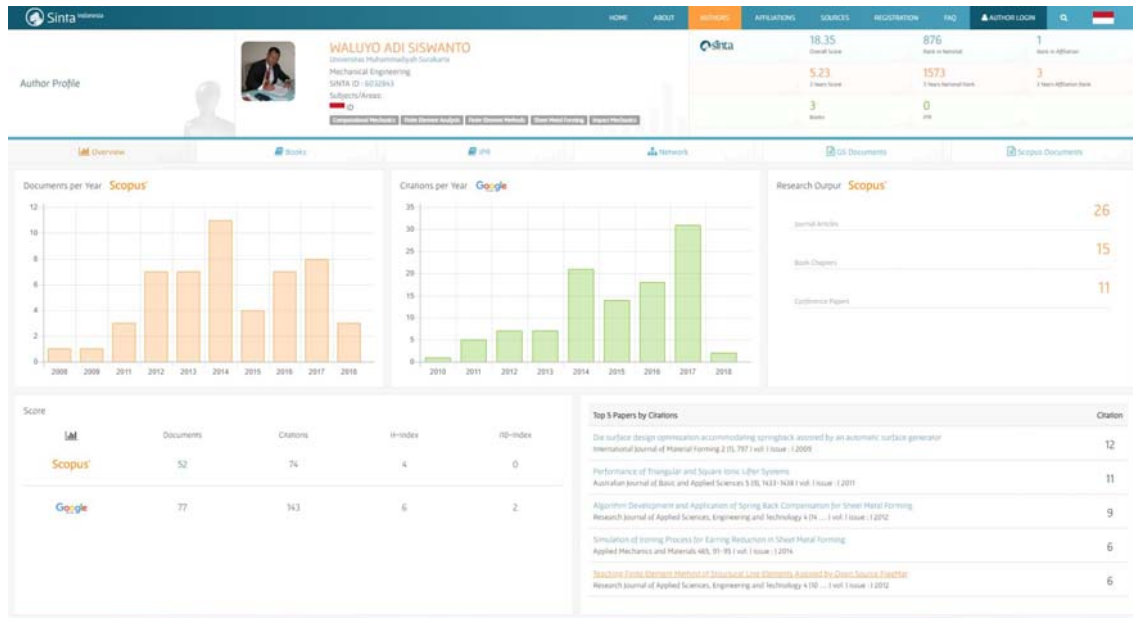 Sinta Indonesia
HOME ABOUT AUTHORS AFFILIATIONS SOURCES REGISTRATION FAQ AUTHOR LOGIN
Author Profile
WALUYO ADI SISWANTO
Universitas Muhammadiyah Surakarta
Mechanical Engineering
SINTA ID : 6032843
Subjects/Areas:
ID
Computational Mechanics Finite Element Analysis Finite Element Methods Sheet Metal Forming Impact Mechanics
sinta
18.35 876 1
Overall Score Rank in National Rank in Affiliation
5.23 1573 3
3 Years Score 3 Years National Rank 3 Years Affiliation Rank
3 0
Books IPR
Overview Books IPR Network GS Documents Scopus Documents
Documents per Year Scopus
12
10
8
6
4
2
0
2008 2009 2011 2012 2013 2014 2015 2016 2017 2018
Citations per Year Google
35
30
25
20
15
10
5
0
2010 2011 2012 2013 2014 2015 2016 2017 2018
Research Output Scopus
26
Journal Articles
15
Book Chapters
11
Conference Papers
Score
Documents Citations H-Index i10-Index
Scopus 52 74 4 0
Google 77 143 6 2
Top 5 Papers by Citations Citation
Die surface design optimisation accommodating springback assisted by an automatic surface generator
International Journal of Material Forming 2 (1), 797 | vol: | issue : | 2009
12
Performance of Triangular and Square Ionic Lifter Systems
Australian Journal of Basic and Applied Sciences 5 (9), 1433-1438 | vol: | issue : | 2011
11
Algorithm Development and Application of Spring Back Compensation for Sheet Metal Forming
Research Journal of Applied Sciences, Engineering and Technology 4 (14 ... | vol: | issue : | 2012
9
Simulation of Ironing Process for Earring Reduction in Sheet Metal Forming
Applied Mechanics and Materials 465, 91-95 | vol: | issue : | 2014
6
Teaching Finite Element Method of Structural Line Elements Assisted by Open Source FreeMat
Research Journal of Applied Sciences, Engineering and Technology 4 (10 ... | vol: | issue : | 2012
6